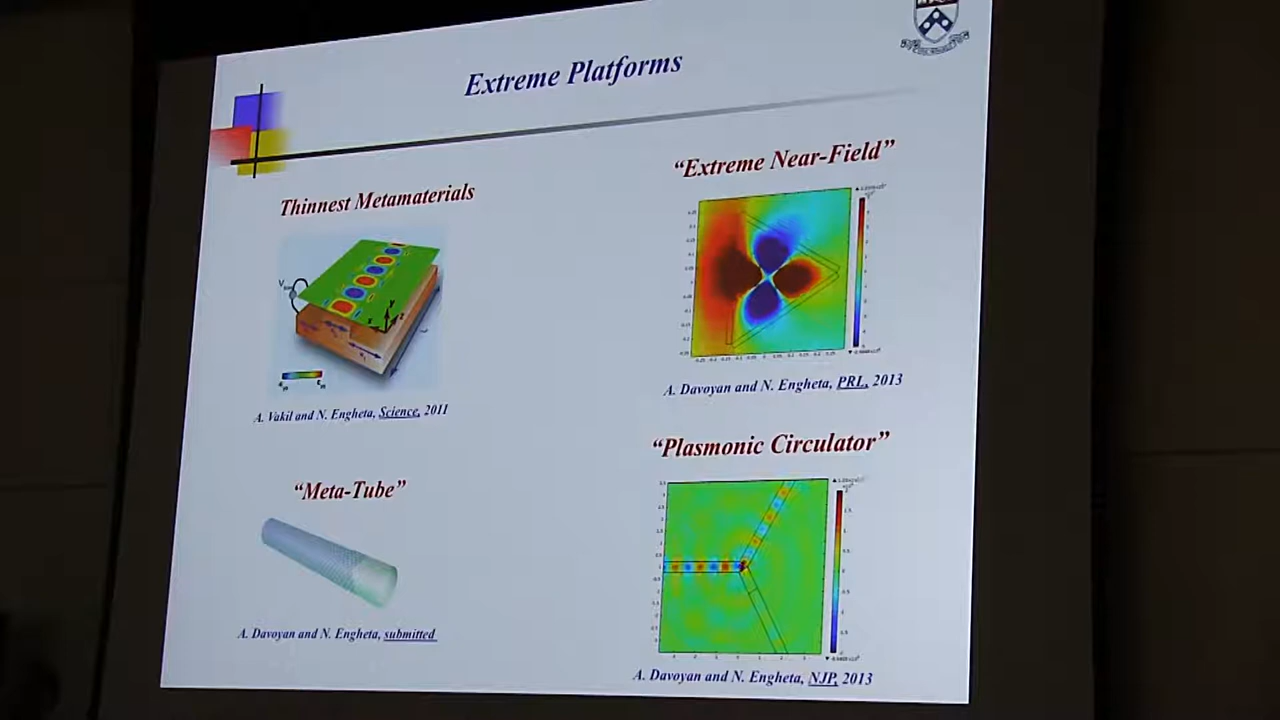 Extreme Platforms
Thinnest Metamaterials
A. Vakil and N. Engheta, Science, 2011
"Extreme Near-Field"
A. Davoyan and N. Engheta, PRL, 2013
"Meta-Tube"
A. Davoyan and N. Engheta, submitted
"Plasmonic Circulator"
A. Davoyan and N. Engheta, NJP, 2013